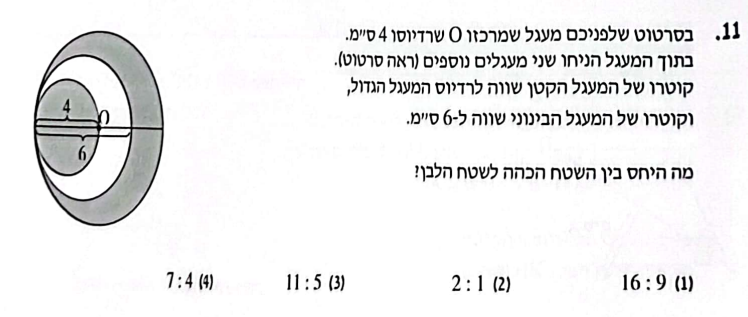 11. בסרטוט שלפניכם מעגל שמרכזו O שרדיוסו 4 ס"מ.
בתוך המעגל הניחו שני מעגלים נוספים (ראה סרטוט).
קוטרו של המעגל הקטן שווה לרדיוס המעגל הגדול,
וקוטרו של המעגל הבינוני שווה ל-6 ס"מ.
מה היחס בין השטח הכהה לשטח הלבן?
4
O
6
(1) 16 : 9 (2) 2 : 1 (3) 11 : 5 (4) 7 : 4